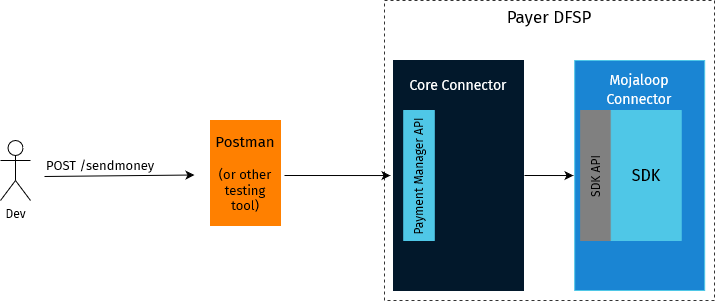 Payer DFSP
Core Connector
Mojaloop
Connector
Postman
(or other
testing
tool)
POST /sendmoney
Payment Manager API
SDK API
SDK
Dev